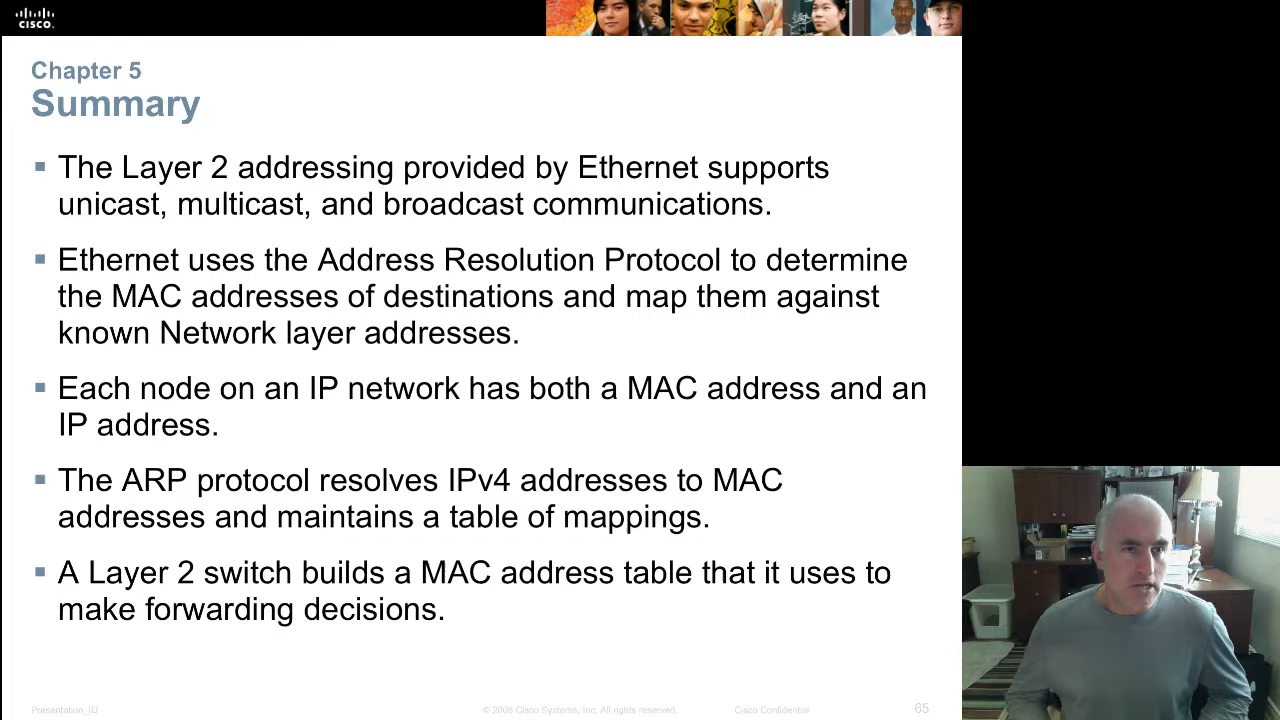 CISCO
Chapter 5
Summary
The Layer 2 addressing provided by Ethernet supports
unicast, multicast, and broadcast communications.
Ethernet uses the Address Resolution Protocol to determine
the MAC addresses of destinations and map them against
known Network layer addresses.
Each node on an IP network has both a MAC address and an
IP address.
The ARP protocol resolves IPv4 addresses to MAC
addresses and maintains a table of mappings.
A Layer 2 switch builds a MAC address table that it uses to
make forwarding decisions.
Presentation_ID © 2008 Cisco Systems, Inc. All rights reserved. Cisco Confidential 65